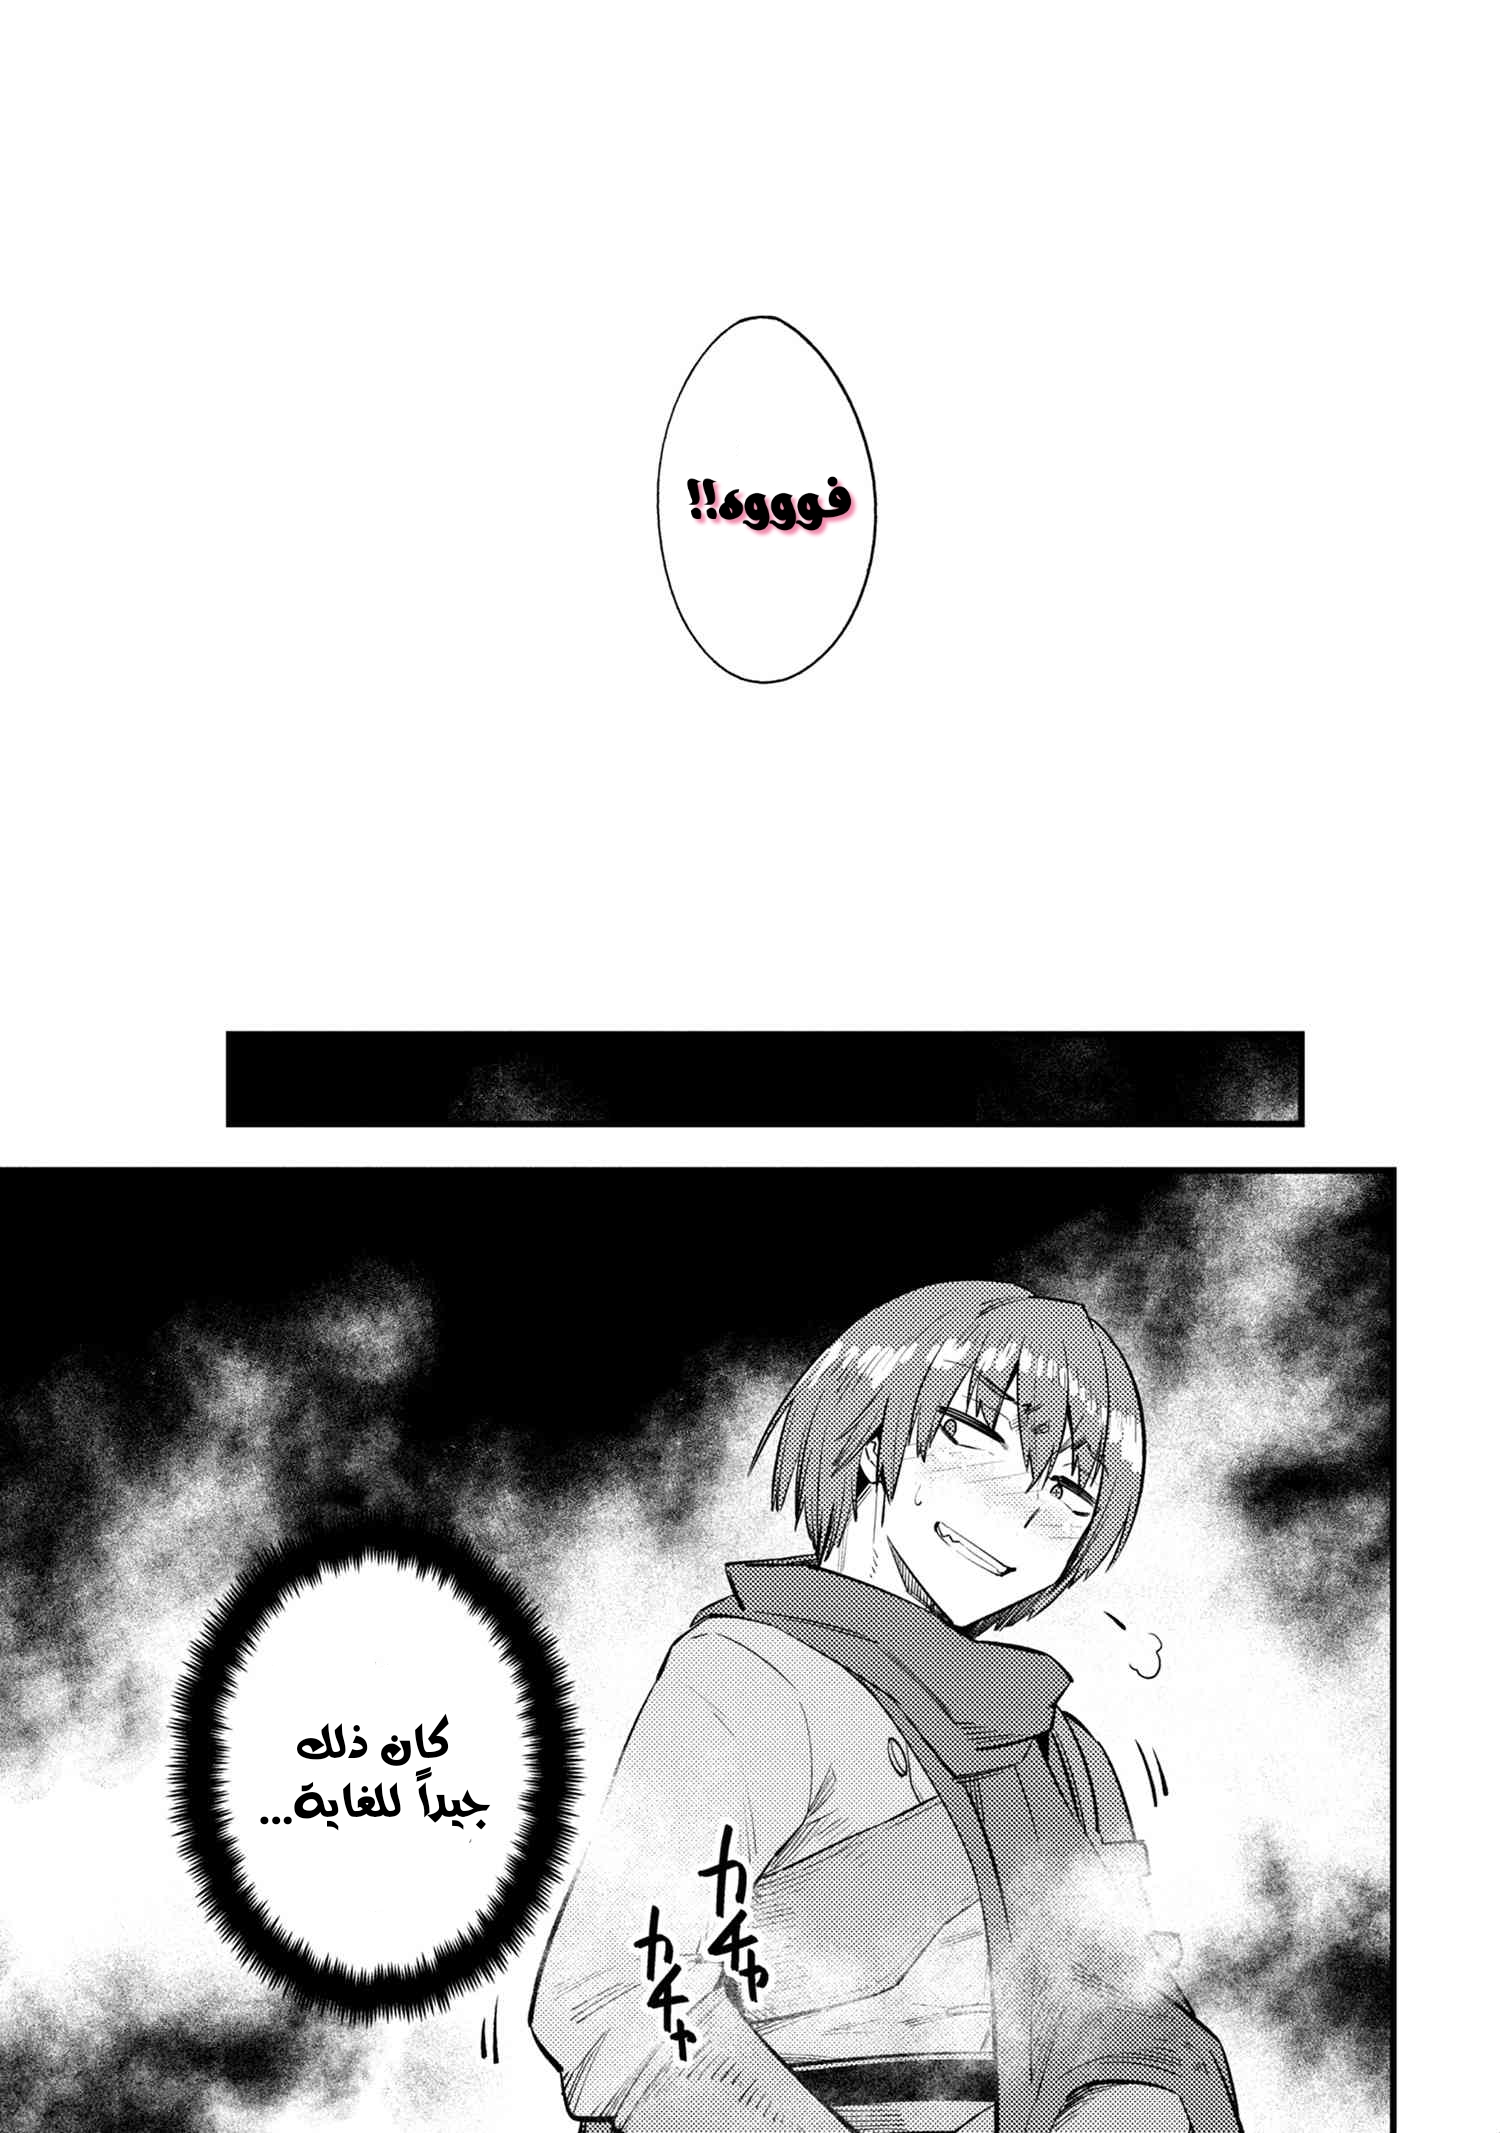 فوووه!!
كان ذلك
جيداً للغاية...
カチャ
カチャ